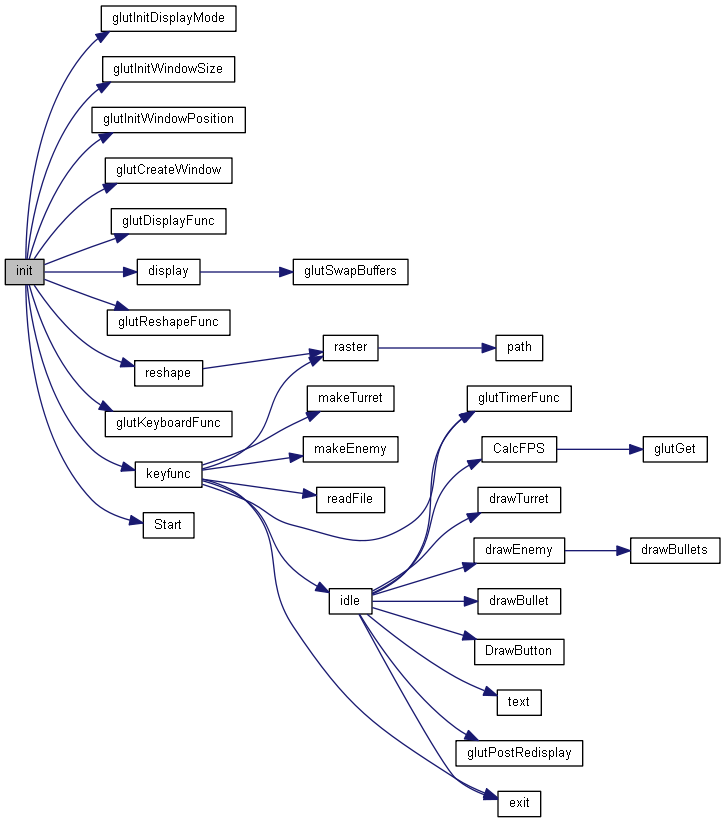 glutInitDisplayMode
glutInitWindowSize
glutInitWindowPosition
glutCreateWindow
glutDisplayFunc
init
display
glutSwapBuffers
glutReshapeFunc
raster
path
reshape
makeTurret
glutTimerFunc
glutKeyboardFunc
makeEnemy
CalcFPS
glutGet
keyfunc
readFile
drawTurret
Start
drawEnemy
drawBullets
idle
drawBullet
DrawButton
text
glutPostRedisplay
exit